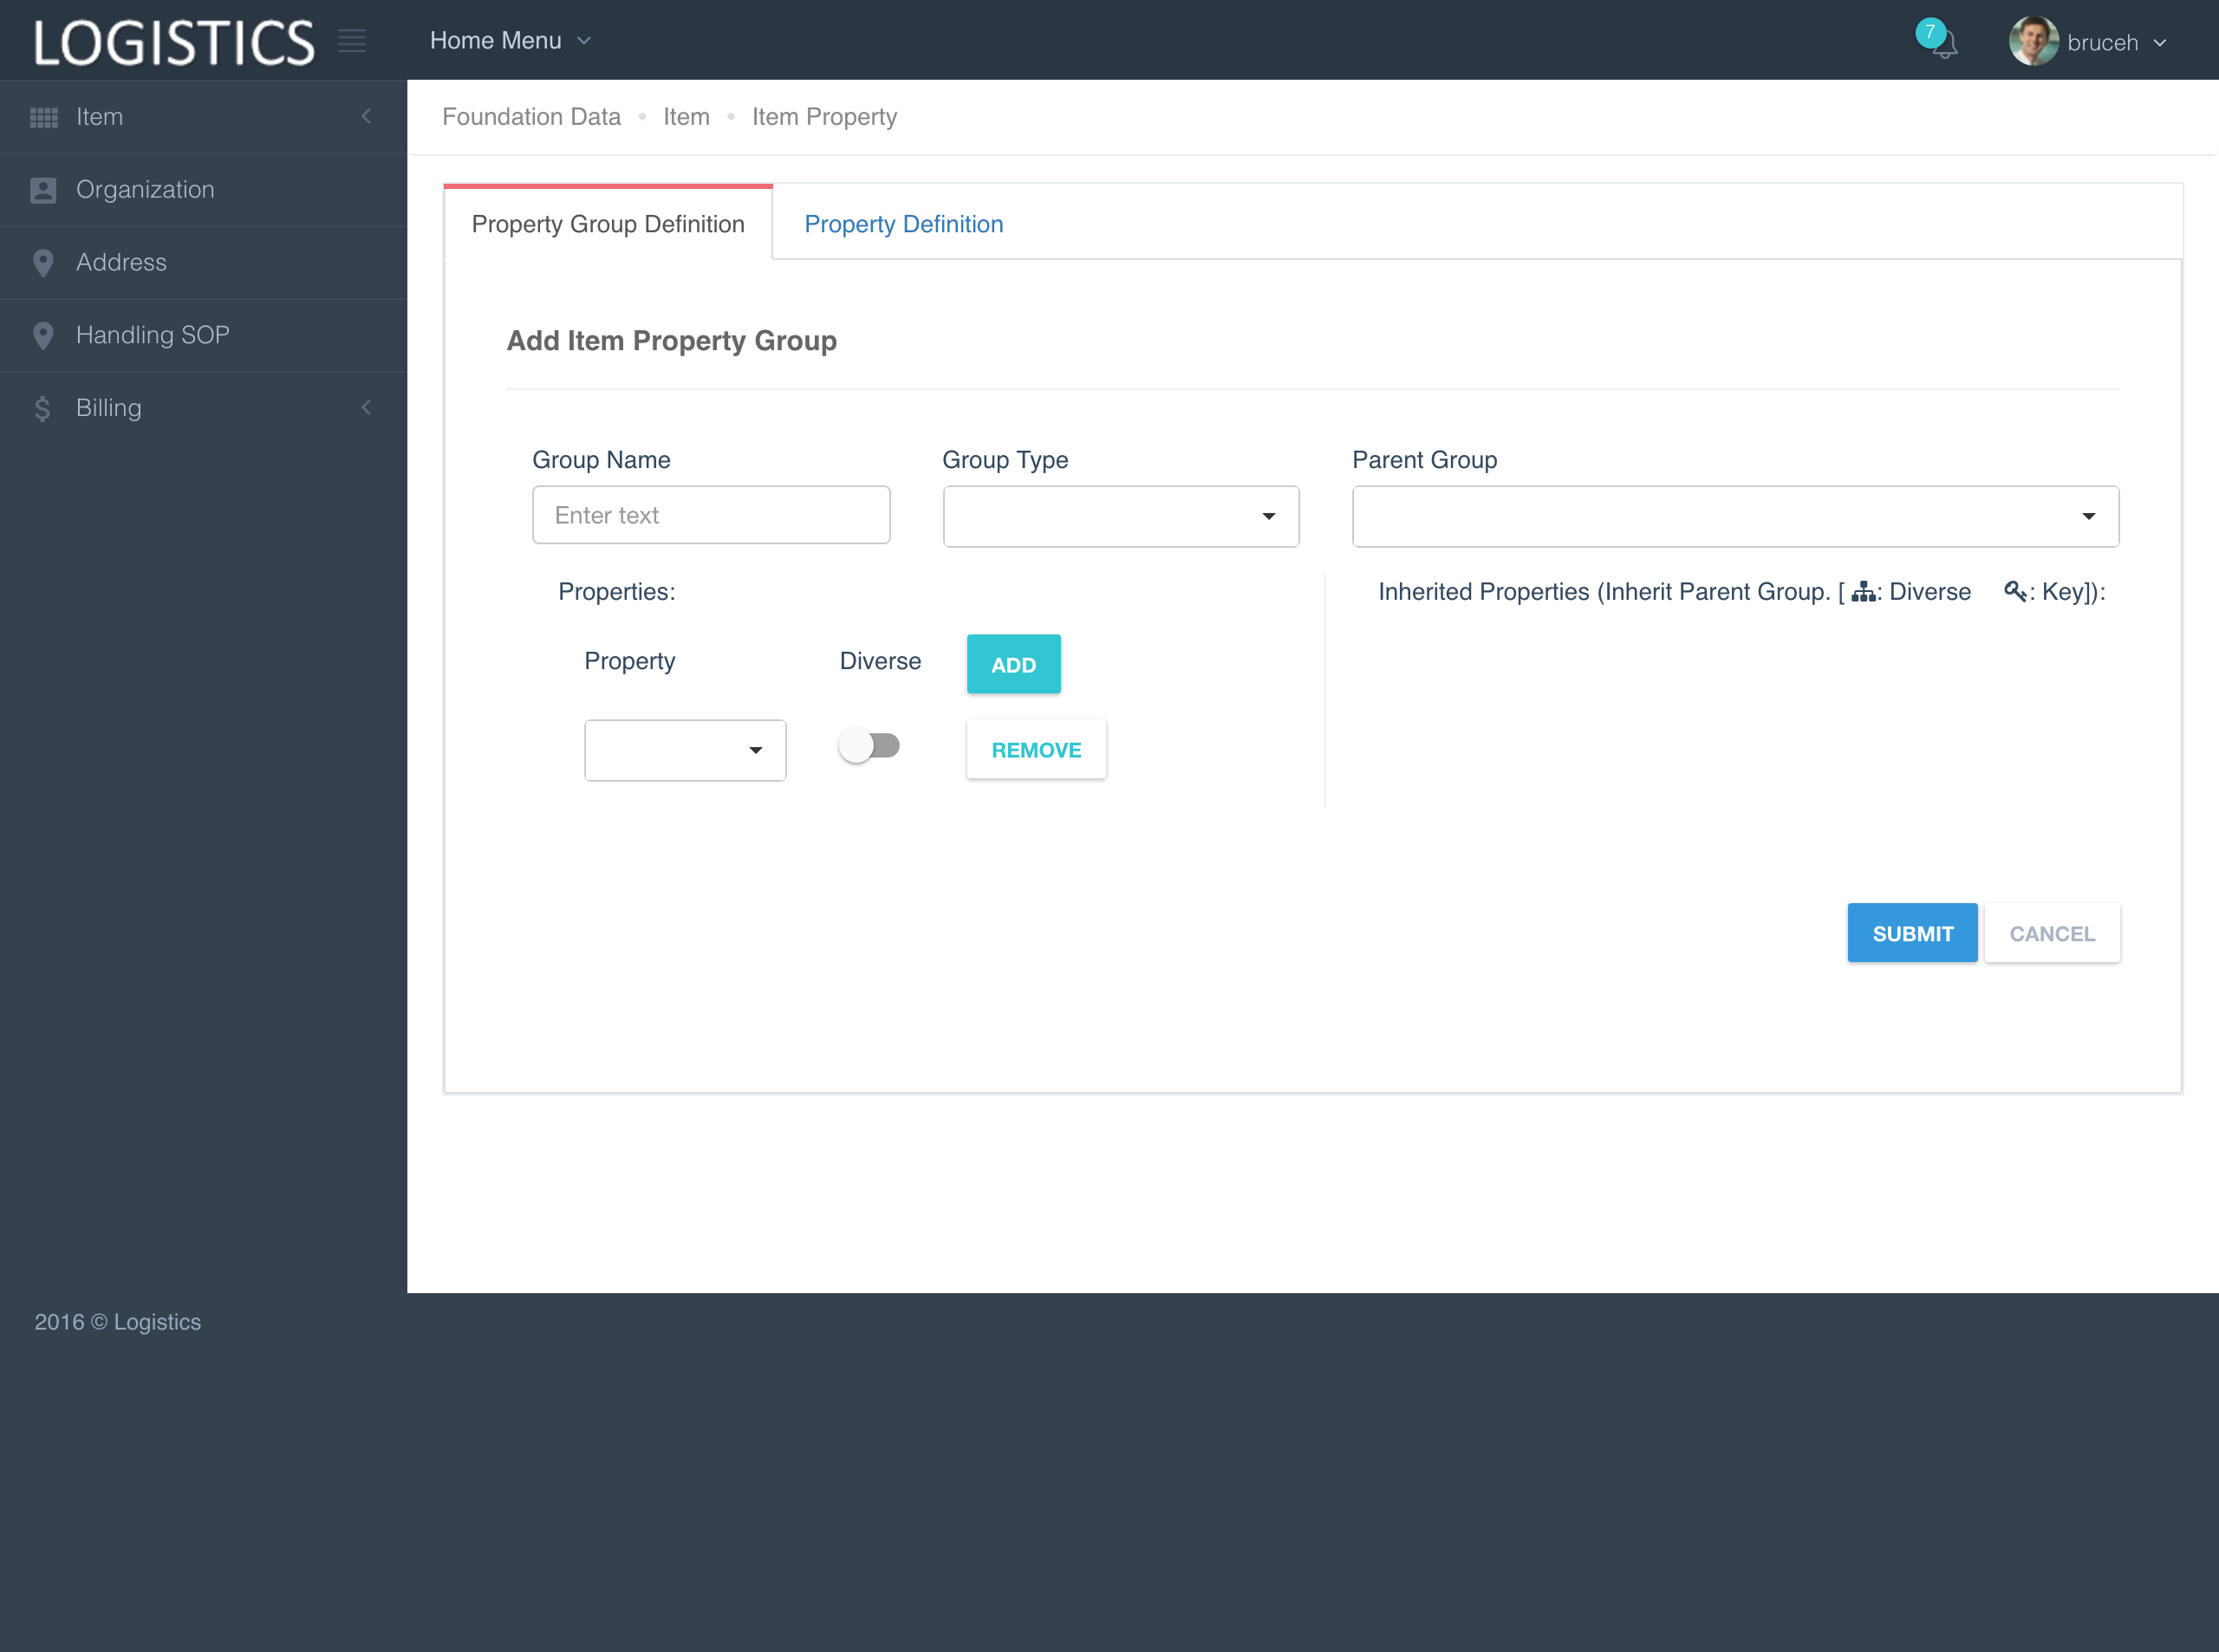 LOGISTICS
Home Menu
7
bruceh
Item
Organization
Address
Handling SOP
Billing
Foundation Data • Item • Item Property
Property Group Definition
Property Definition
Add Item Property Group
Group Name
Group Type
Parent Group
Enter text
Properties:
Inherited Properties (Inherit Parent Group. [ : Diverse : Key]):
Property
Diverse
ADD
REMOVE
SUBMIT
CANCEL
2016 © Logistics